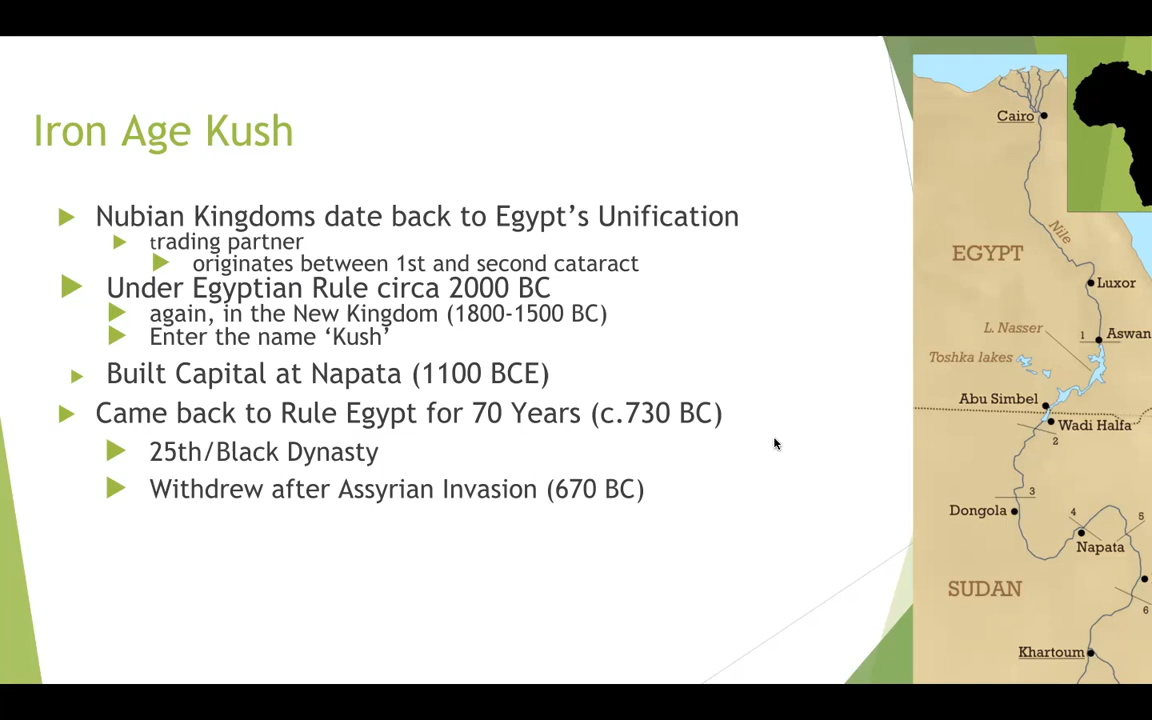 Iron Age Kush
Nubian Kingdoms date back to Egypt's Unification
trading partner
originates between 1st and second cataract
Under Egyptian Rule circa 2000 BC
again, in the New Kingdom (1800-1500 BC)
Enter the name ‘Kush’
Built Capital at Napata (1100 BCE)
Came back to Rule Egypt for 70 Years (c.730 BC)
25th/Black Dynasty
Withdrew after Assyrian Invasion (670 BC)
Cairo
Nile
EGYPT
Luxor
L. Nasser
1
Aswan
Toshka lakes
Abu Simbel
Wadi Halfa
2
3
Dongola
4
5
Napata
SUDAN
6
Khartoum